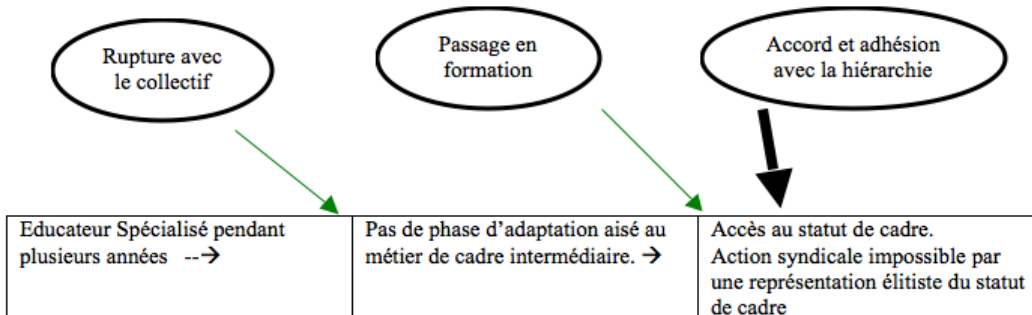 Rupture avec
le collectif
Passage en
formation
Accord et adhésion
avec la hiérarchie
Educateur Spécialisé pendant
plusieurs années --→
Pas de phase d’adaptation aisé au
métier de cadre intermédiaire. →
Accès au statut de cadre.
Action syndicale impossible par
une représentation élitiste du statut
de cadre